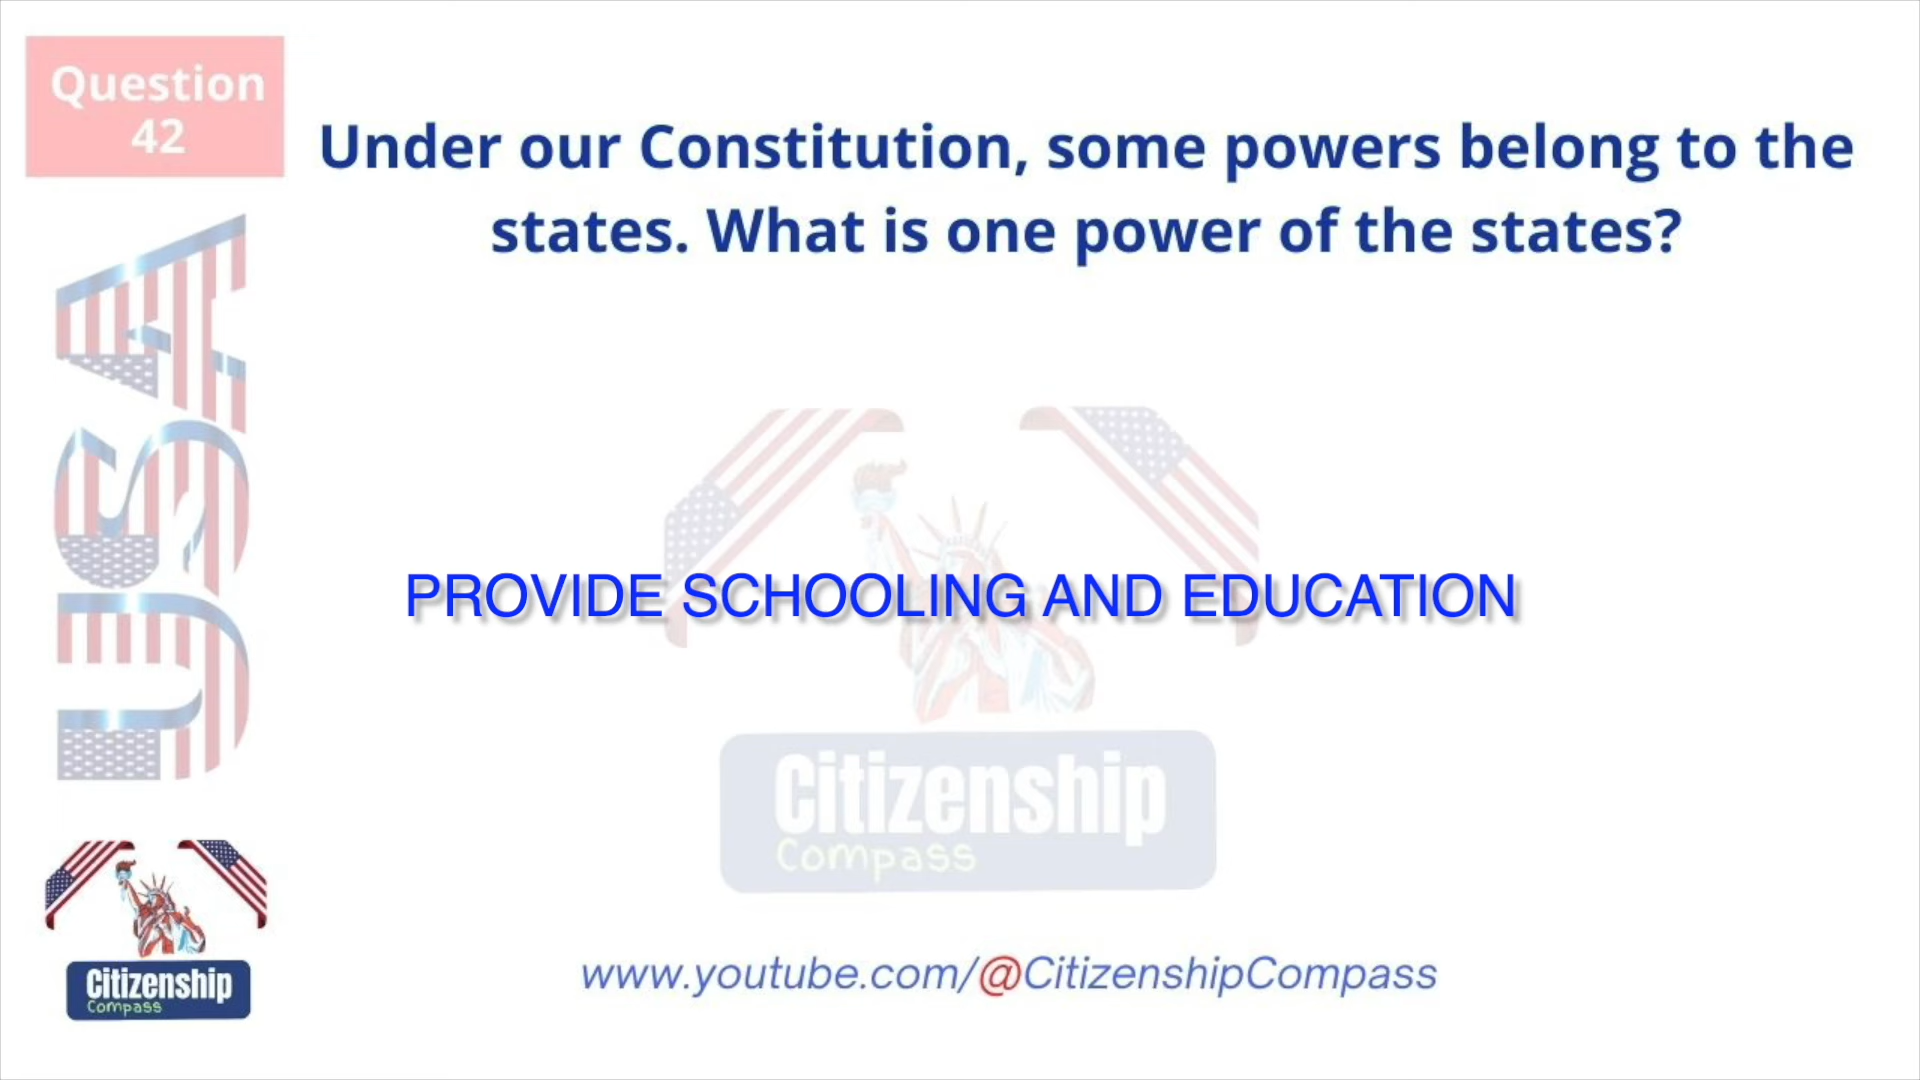 Question
42
Under our Constitution, some powers belong to the
states. What is one power of the states?
USA
PROVIDE SCHOOLING AND EDUCATION
Citizenship
Compass
Citizenship
Compass
www.youtube.com/@CitizenshipCompass